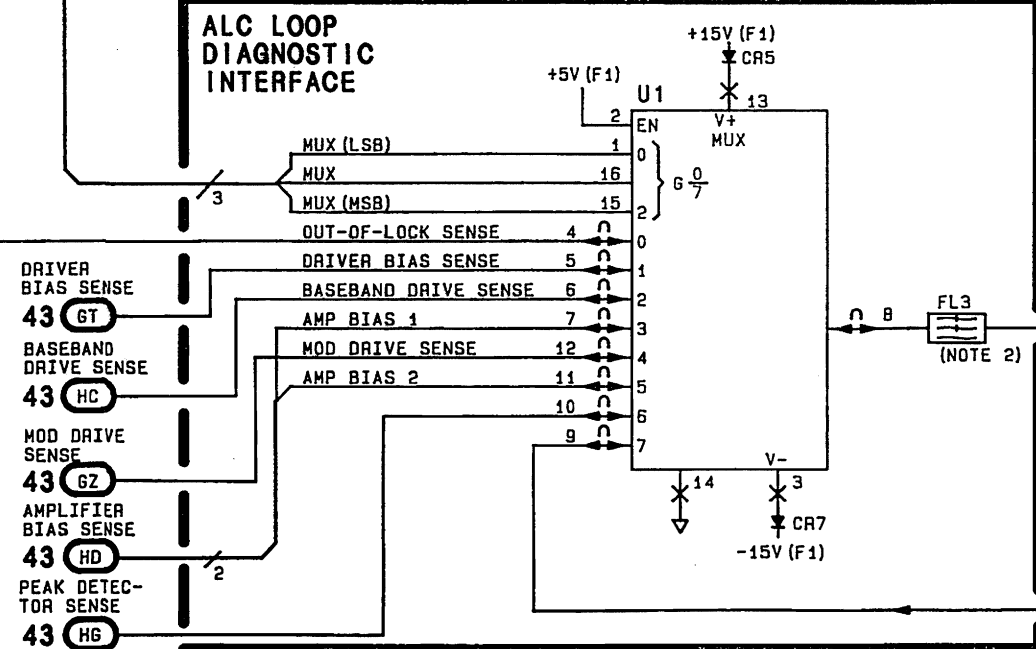 ALC LOOP
DIAGNOSTIC
INTERFACE
+15V (F1)
CR5
+5V (F1)
U1
13
2
EN
V+
MUX
MUX (LSB)
1
0
MUX
16
G 0/7
3
MUX (MSB)
15
2
OUT-OF-LOCK SENSE
4
0
DRIVER
BIAS SENSE
43 GT
DRIVER BIAS SENSE
5
1
BASEBAND DRIVE SENSE
6
2
AMP BIAS 1
7
3
8
FL3
(NOTE 2)
BASEBAND
DRIVE SENSE
43 HC
MOD DRIVE SENSE
12
4
AMP BIAS 2
11
5
10
6
9
7
MOD DRIVE
SENSE
43 GZ
V-
14
3
CR7
-15V (F1)
AMPLIFIER
BIAS SENSE
43 HD
2
PEAK DETEC-
TOR SENSE
43 HG